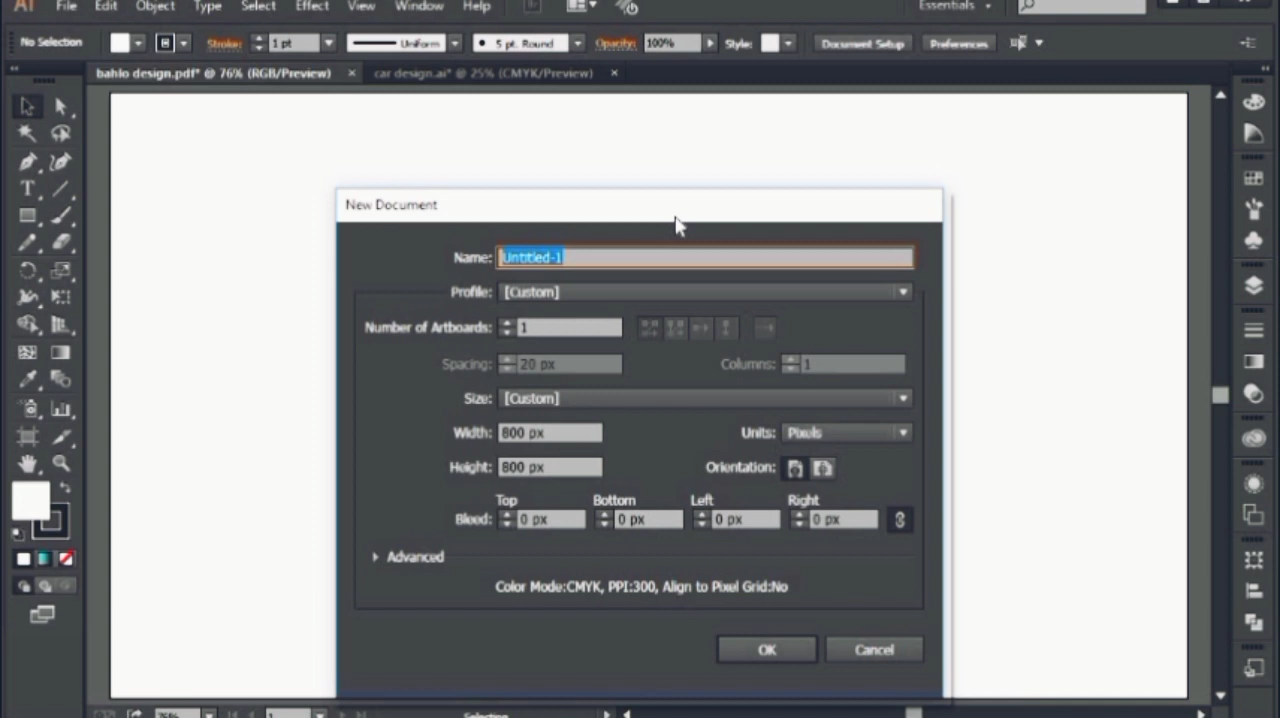 Ai File Edit Object Type Select Effect View Window Help Essentials
No Selection Stroke: 1 pt Uniform 5 pt. Round Opacity: 100% Style: Document Setup Preferences
bahlo design.pdf* @ 76% (RGB/Preview) × car design.ai* @ 25% (CMYK/Preview) ×
New Document
Name: Untitled-1
Profile: [Custom]
Number of Artboards: 1
Spacing: 20 px Columns: 1
Size: [Custom]
Width: 800 px Units: Pixels
Height: 800 px Orientation:
Top Bottom Left Right
Bleed: 0 px 0 px 0 px 0 px
Advanced
Color Mode:CMYK, PPI:300, Align to Pixel Grid:No
OK Cancel
76% 1 Selection